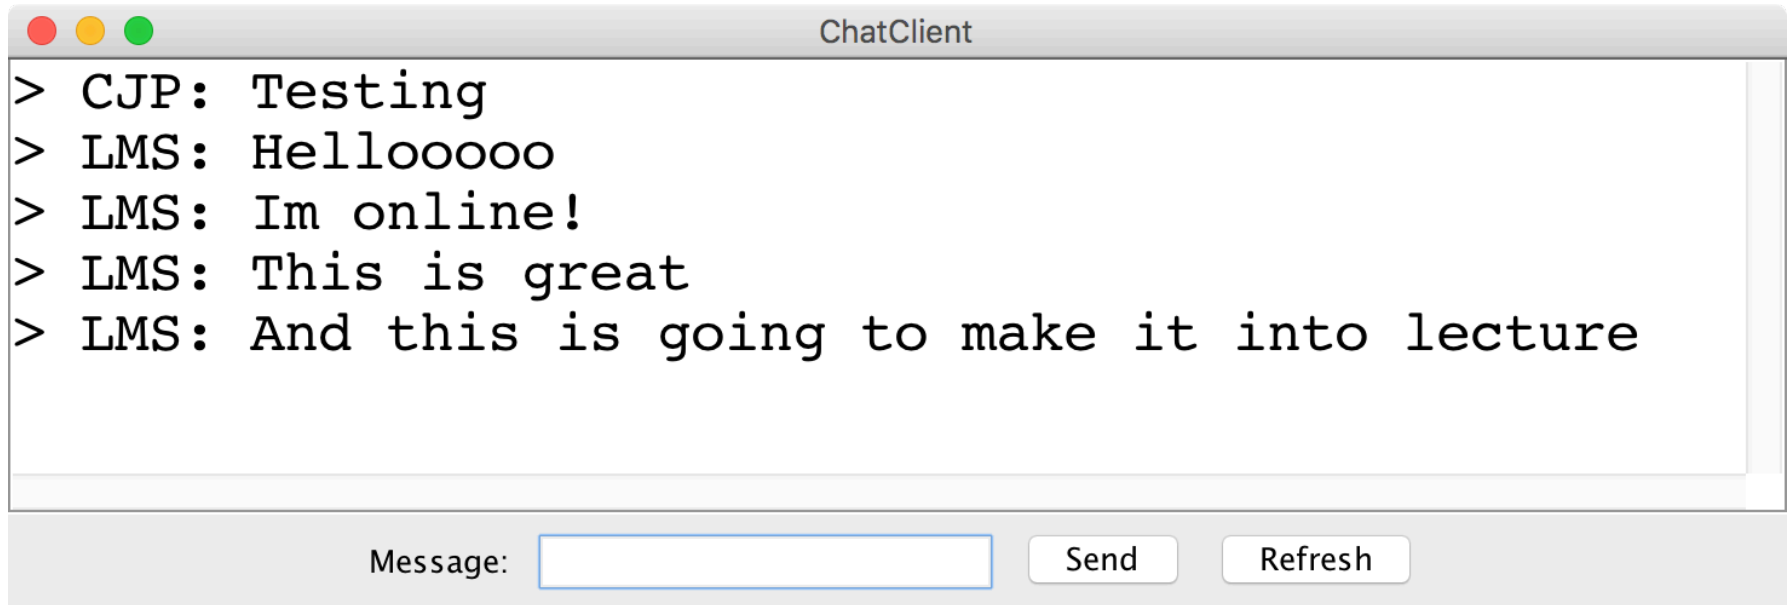 ChatClient
> CJP: Testing
> LMS: Hellooooo
> LMS: Im online!
> LMS: This is great
> LMS: And this is going to make it into lecture
Message: Send Refresh